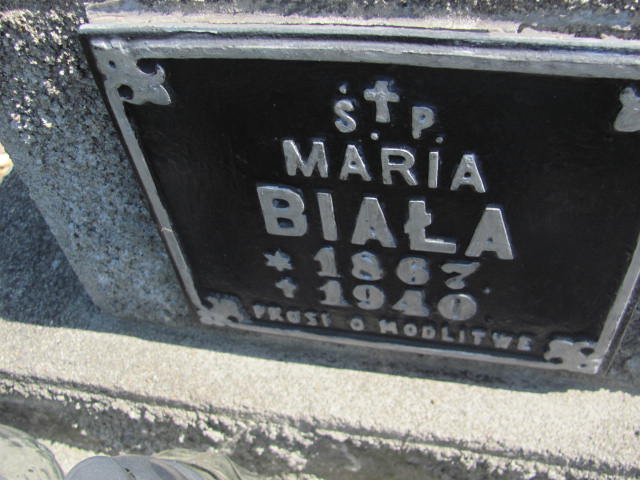 Ś. P.
MARIA
BIAŁA
* 1867
✝ 1940
PROSI O MODLITWĘ